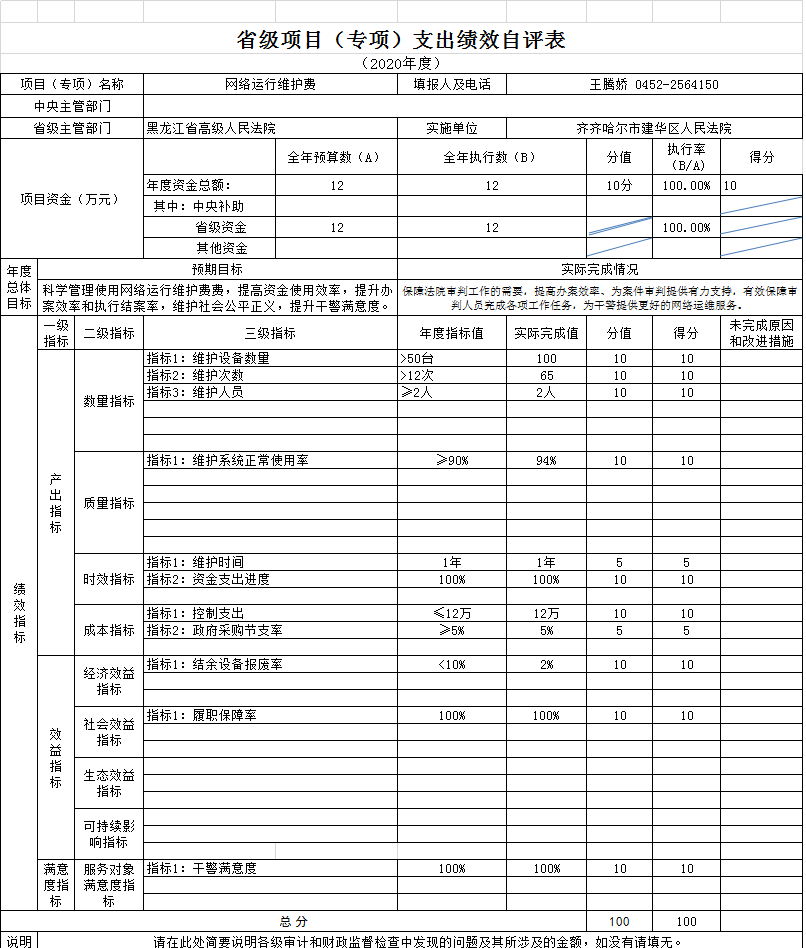 省级项目（专项）支出绩效自评表
（2020年度）
项目（专项）名称 网络运行维护费 填报人及电话 王腾娇 0452-2564150
中央主管部门
省级主管部门 黑龙江省高级人民法院 实施单位 齐齐哈尔市建华区人民法院
项目资金（万元） 全年预算数（A） 全年执行数（B） 分值 执行率（B/A） 得分
年度资金总额： 12 12 10分 100.00% 10
其中：中央补助
省级资金 12 12 100.00%
其他资金
年度总体目标 预期目标 实际完成情况
科学管理使用网络运行维护费费，提高资金使用效率，提升办
案效率和执行结案率，维护社会公平正义，提升干警满意度。
保障法院审判工作的需要，提高办案效率、为案件审判提供有力支持，有效保障审
判人员完成各项工作任务，为干警提供更好的网络运维服务。
绩效指标 一级指标 二级指标 三级指标 年度指标值 实际完成值 分值 得分 未完成原因和改进措施
产出指标 数量指标 指标1：维护设备数量 >50台 100 10 10
指标2：维护次数 >12次 65 10 10
指标3：维护人员 ≥2人 2人 10 10
质量指标 指标1：维护系统正常使用率 ≥90% 94% 10 10
时效指标 指标1：维护时间 1年 1年 5 5
指标2：资金支出进度 100% 100% 10 10
成本指标 指标1：控制支出 ≤12万 12万 10 10
指标2：政府采购节支率 ≥5% 5% 5 5
效益指标 经济效益指标 指标1：结余设备报废率 <10% 2% 10 10
社会效益指标 指标1：履职保障率 100% 100% 10 10
生态效益指标
可持续影响指标
满意度指标 服务对象满意度指标 指标1：干警满意度 100% 100% 10 10
总分 100 100
说明 请在此处简要说明各级审计和财政监督检查中发现的问题及其所涉及的金额，如没有请填无。